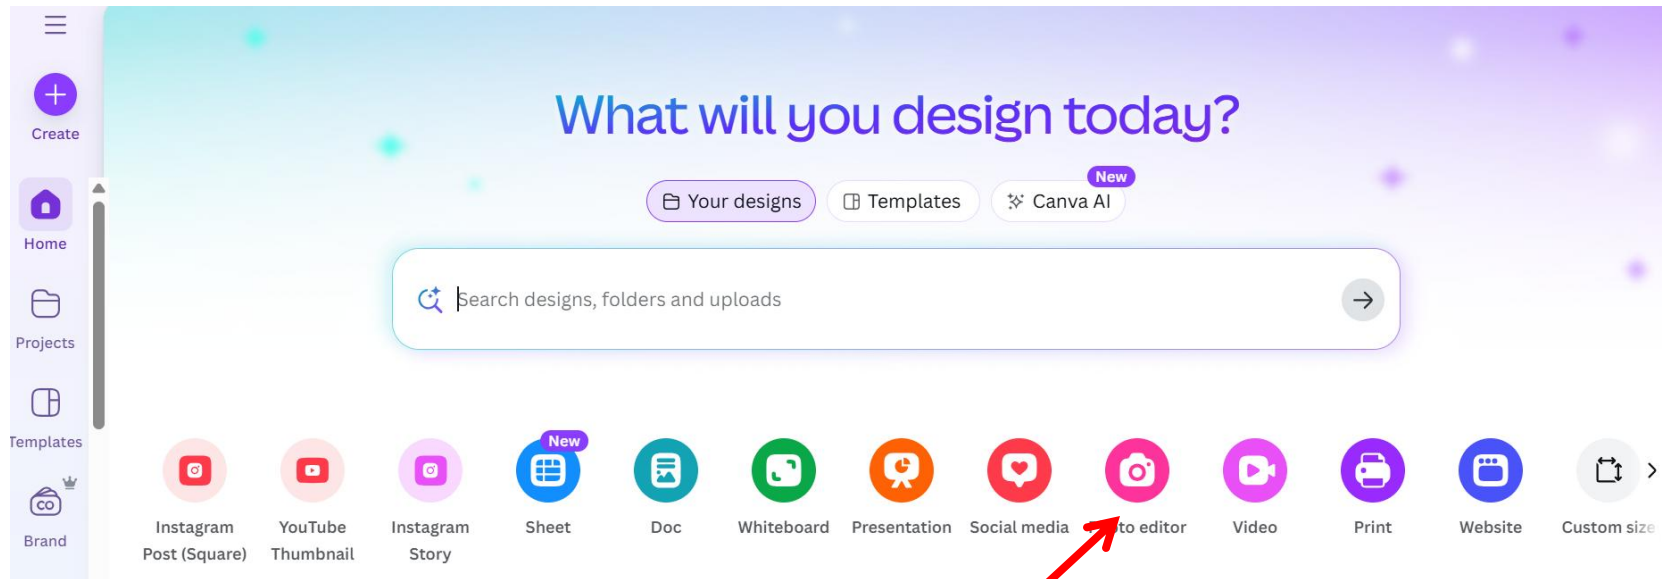 Create
Home
Projects
Templates
Brand
What will you design today?
Your designs
Templates
Canva AI
New
Search designs, folders and uploads
New
Instagram
Post (Square)
YouTube
Thumbnail
Instagram
Story
Sheet
Doc
Whiteboard
Presentation
Social media
to editor
Video
Print
Website
Custom size
CO